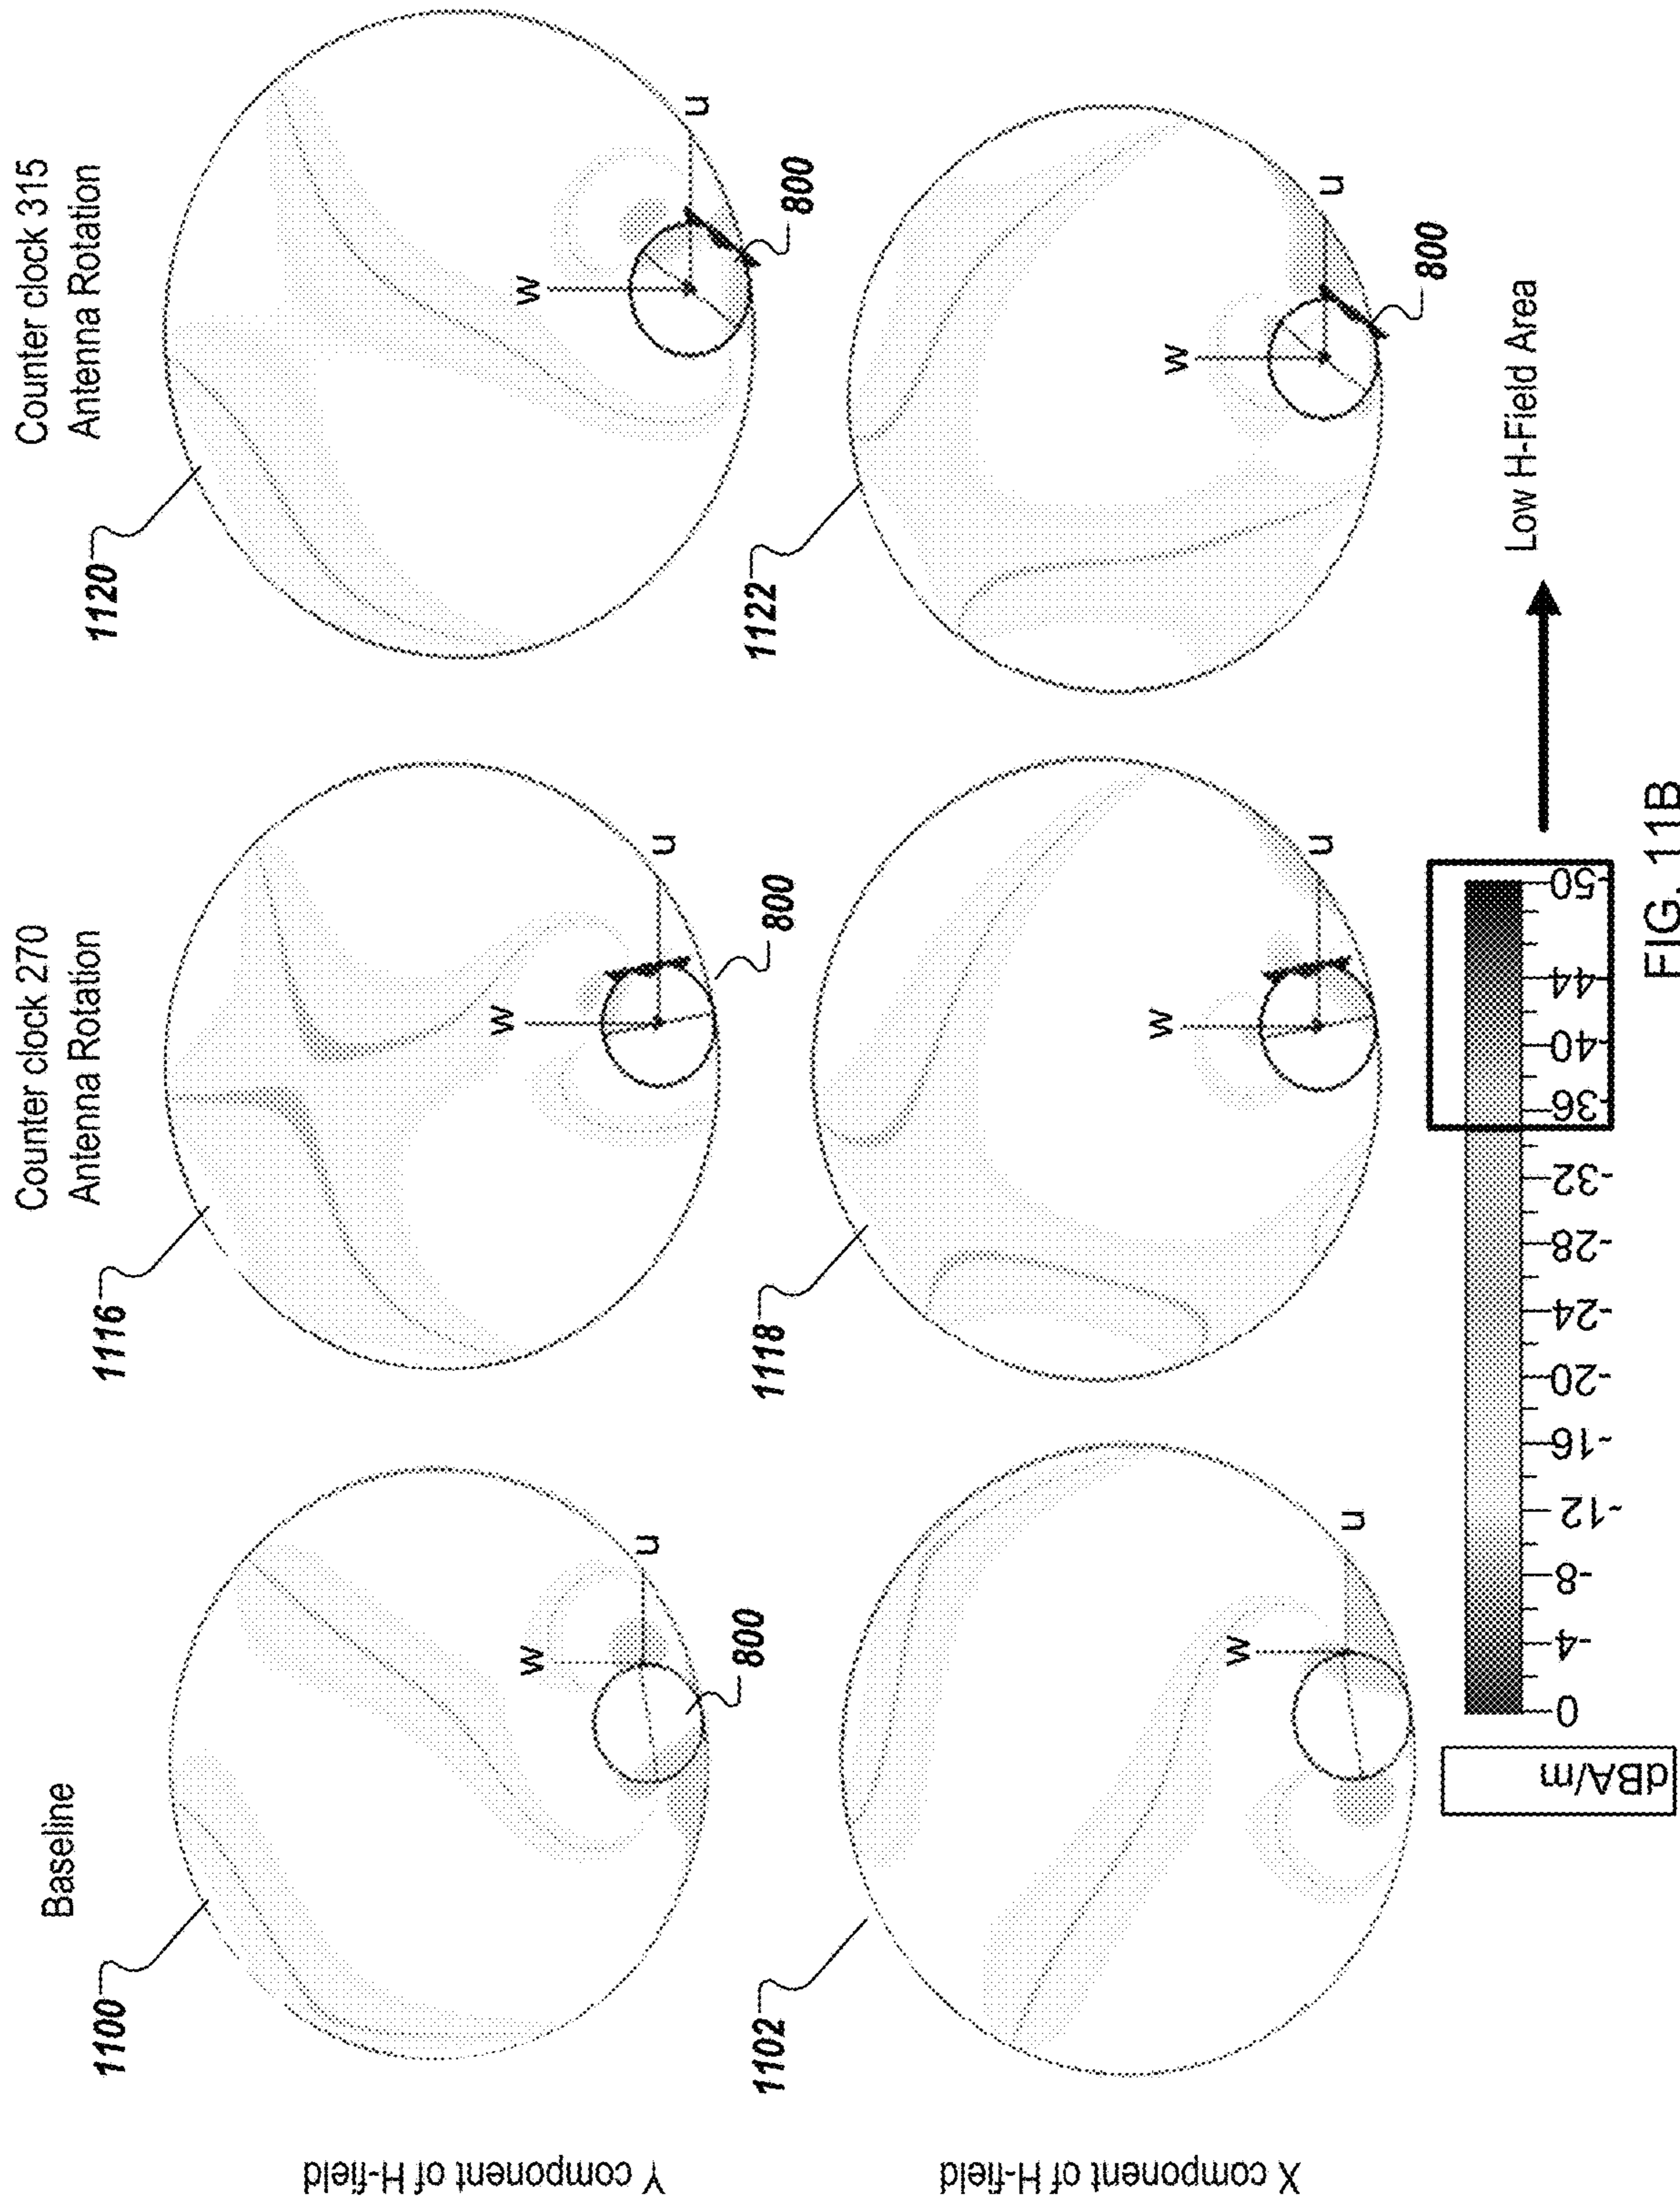 Baseline
Counter clock 270
Antenna Rotation
Counter clock 315
Antenna Rotation
Y component of H-field
1100
w
u
800
1116
w
u
800
1120
w
u
800
X component of H-field
1102
w
u
1118
w
u
1122
w
u
800
dBA/m
0
-4
-8
-12
-16
-20
-24
-28
-32
-36
-40
-44
-50
Low H-Field Area
FIG. 11B